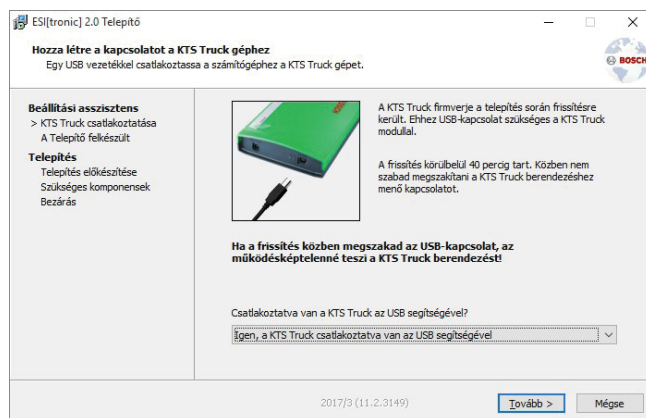 ESI[tronic] 2.0 Telepítő
Hozza létre a kapcsolatot a KTS Truck géphez
Egy USB vezetékkel csatlakoztassa a számítógéphez a KTS Truck gépet.
BOSCH
Beállítási asszisztens
> KTS Truck csatlakoztatása
A Telepítő felkészült
Telepítés
Telepítés előkészítése
Szükséges komponensek
Bezárás
A KTS Truck firmverje a telepítés során frissítésre
került. Ehhez USB-kapcsolat szükséges a KTS Truck
modullal.
A frissítés körülbelül 40 percig tart. Közben nem
szabad megszakítani a KTS Truck berendezéshez
menő kapcsolatot.
Ha a frissítés közben megszakad az USB-kapcsolat, az
működésképtelenné teszi a KTS Truck berendezést!
Csatlakoztatva van a KTS Truck az USB segítségével?
Igen, a KTS Truck csatlakoztatva van az USB segítségével
2017/3 (11.2.3149)
Tovább >
Mégse